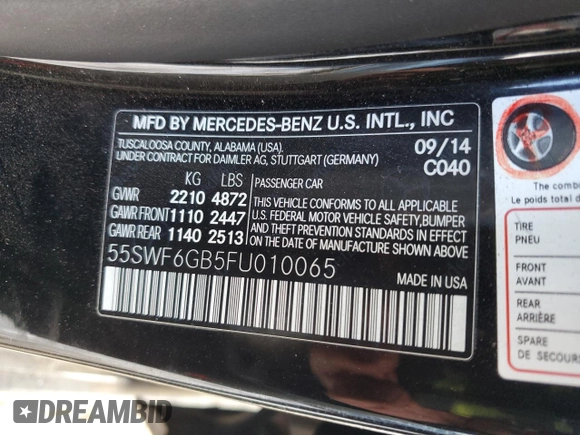 MFD BY MERCEDES-BENZ U.S. INTL., INC
TUSCALOOSA COUNTY, ALABAMA (USA). 09/14
UNDER CONTRACT FOR DAIMLER AG, STUTTGART (GERMANY) C040
KG LBS PASSENGER CAR
GVWR 2210 4872
GAWR FRONT 1110 2447
GAWR REAR 1140 2513
THIS VEHICLE CONFORMS TO ALL APPLICABLE
U.S. FEDERAL MOTOR VEHICLE SAFETY, BUMPER
AND THEFT PREVENTION STANDARDS IN EFFECT ON THE
DATE OF MANUFACTURE SHOWN ABOVE.
55SWF6GB5FU010065
MADE IN USA
The combi
Le poids total d
TIRE
PNEU
FRONT
AVANT
REAR
ARRIÈRE
SPARE
DE SECOURS
DREAMBID